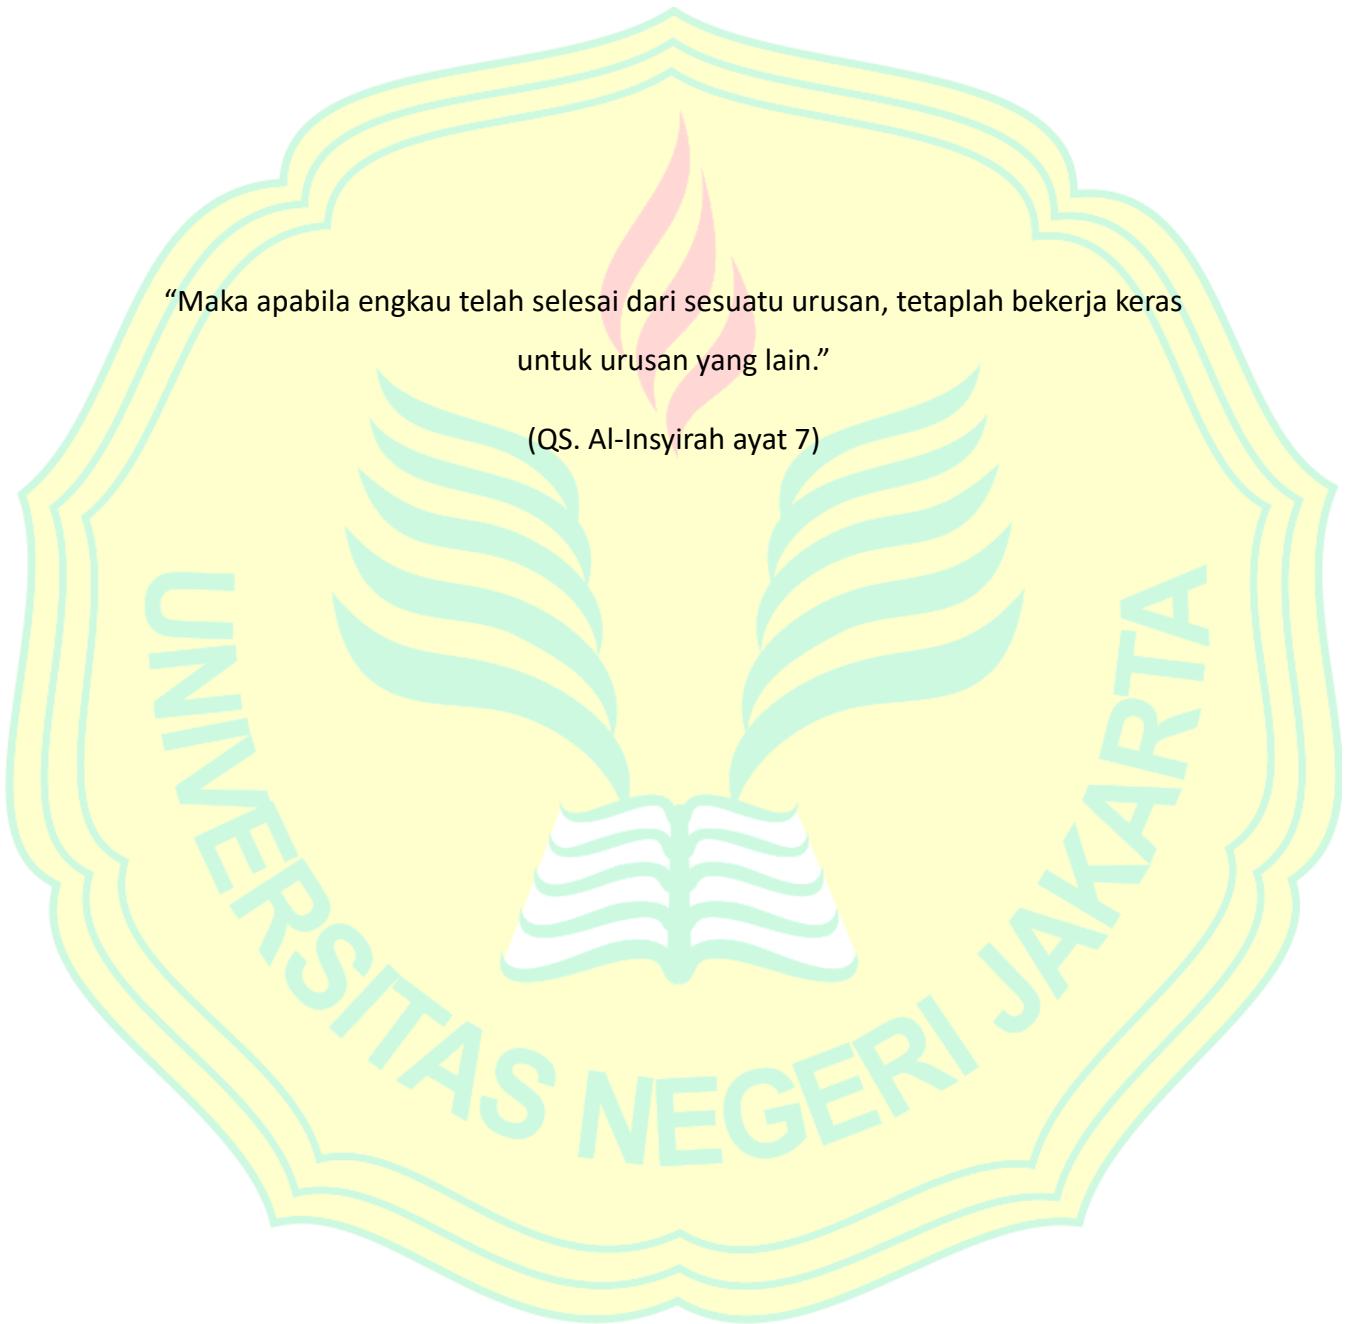 “Maka apabila engkau telah selesai dari sesuatu urusan, tetaplah bekerja keras
untuk urusan yang lain.”
(QS. Al-Insyirah ayat 7)
UNIVERSITAS NEGERI JAKARTA